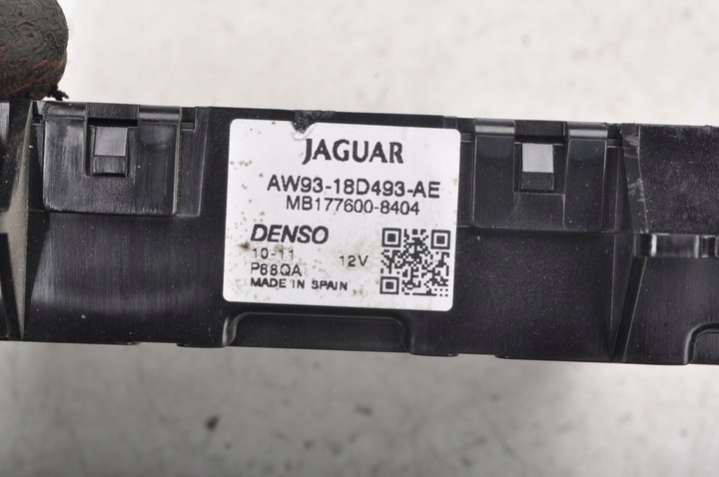 JAGUAR
AW93-18D493-AE
MB177600-8404
DENSO
10-11 12V
P68QA
MADE IN SPAIN